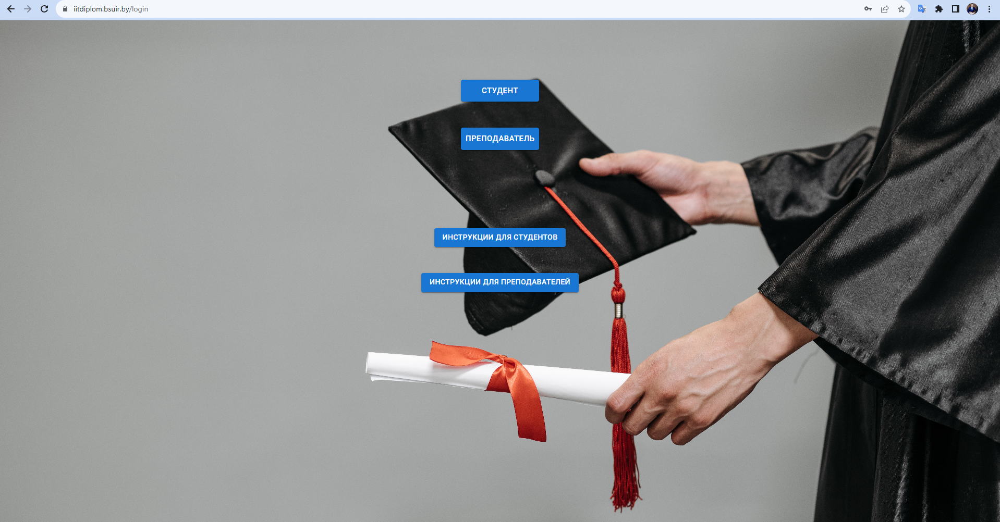 iitdiplom.bsuir.by/login
СТУДЕНТ
ПРЕПОДАВАТЕЛЬ
ИНСТРУКЦИИ ДЛЯ СТУДЕНТОВ
ИНСТРУКЦИИ ДЛЯ ПРЕПОДАВАТЕЛЕЙ